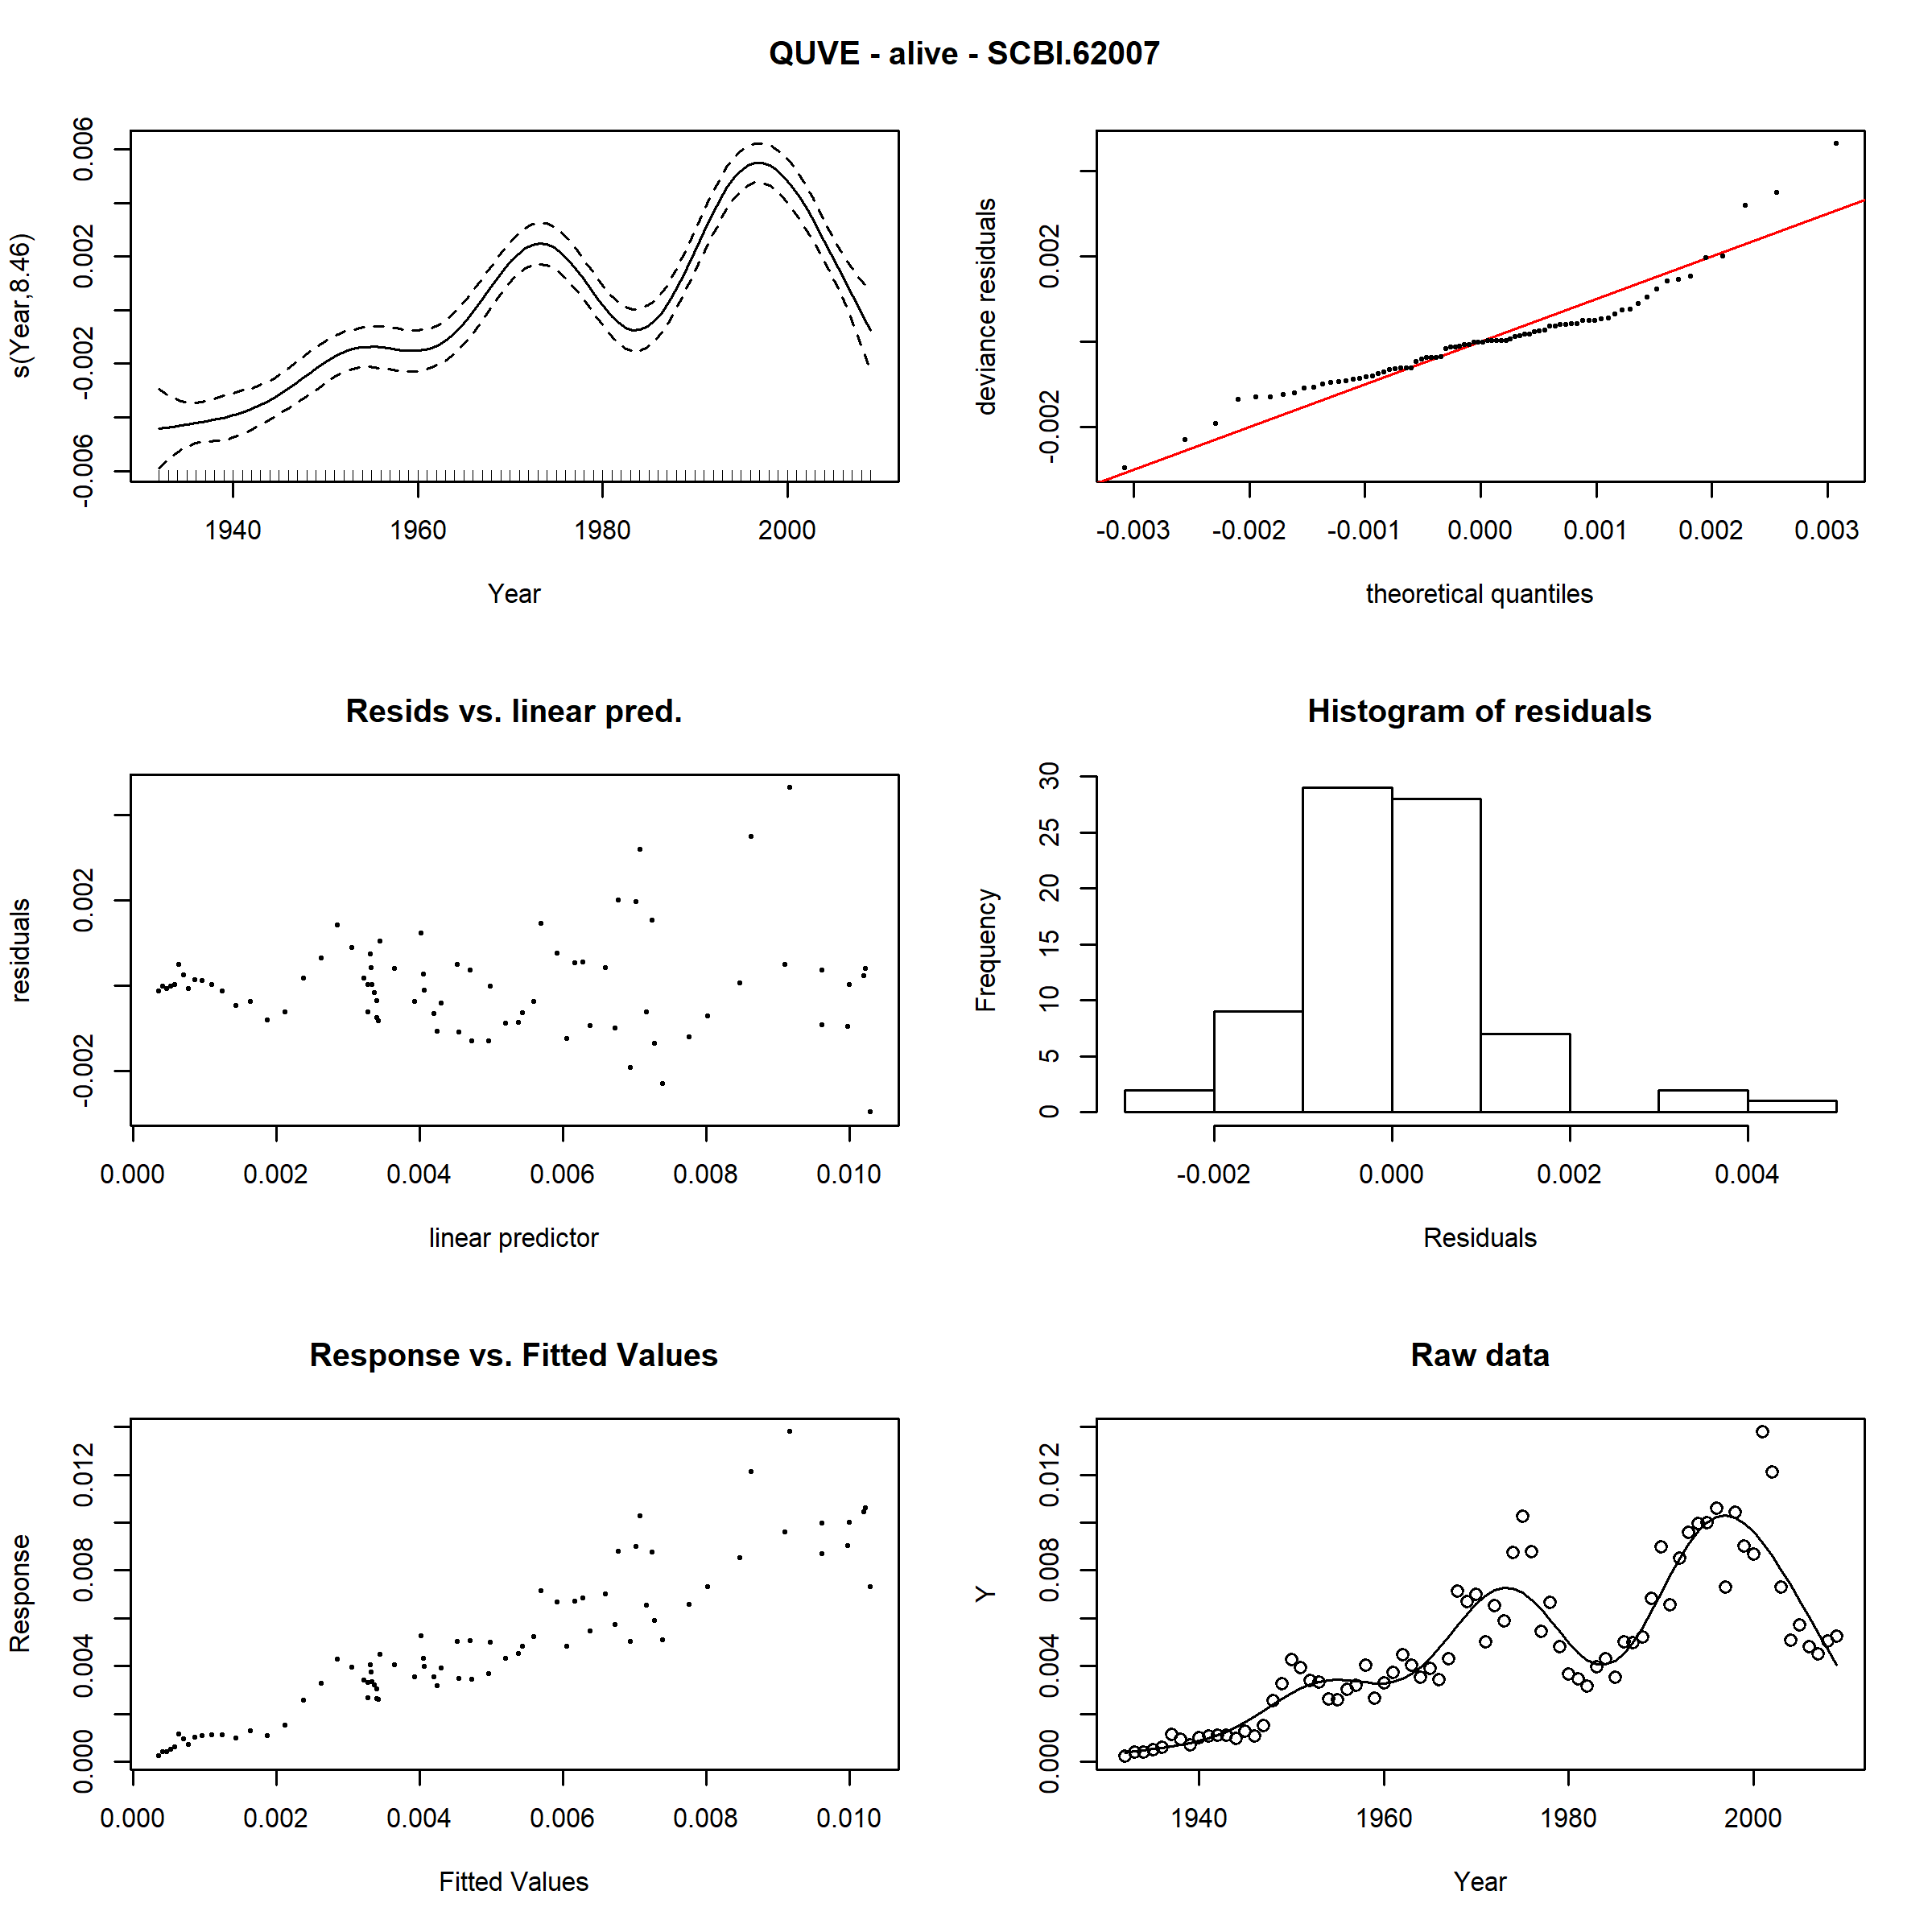 QUVE - alive - SCBI.62007
s(Year,8.46)
-0.006 -0.002 0.002 0.006
1940 1960 1980 2000
Year
deviance residuals
-0.002 0.002
-0.003 -0.002 -0.001 0.000 0.001 0.002 0.003
theoretical quantiles
Resids vs. linear pred.
residuals
-0.002 0.002
0.000 0.002 0.004 0.006 0.008 0.010
linear predictor
Histogram of residuals
Frequency
0 5 10 15 20 25 30
-0.002 0.000 0.002 0.004
Residuals
Response vs. Fitted Values
Response
0.000 0.004 0.008 0.012
0.000 0.002 0.004 0.006 0.008 0.010
Fitted Values
Raw data
Y
0.000 0.004 0.008 0.012
1940 1960 1980 2000
Year